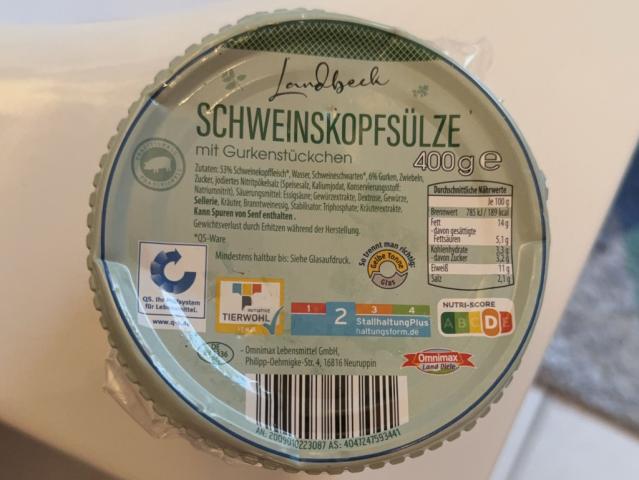 Landbeck
SCHWEINSKOPFSÜLZE
mit Gurkenstückchen
400g e
Zutaten: 53% Schweinekopffleisch*, Wasser, Schweineschwarten*, 6% Gurken, Zwiebeln,
Zucker, jodiertes Nitritpökelsalz (Speisesalz, Kaliumjodat, Konservierungsstoff:
Natriumnitrit), Säuerungsmittel: Essigsäure; Gewürzextrakte, Dextrose, Gewürze,
Sellerie, Kräuter, Branntweinessig, Stabilisator: Triphosphate; Kräuterextrakte.
Kann Spuren von Senf enthalten.
Gewichtsverlust durch Erhitzen während der Herstellung.
*QS-Ware
Mindestens haltbar bis: Siehe Glasaufdruck.
Durchschnittliche Nährwerte
Je 100 g
Brennwert 785 kJ / 189 kcal
Fett 14 g
-davon gesättigte
Fettsäuren 5,1 g
Kohlenhydrate 3,3 g
-davon Zucker 3,2 g
Eiweiß 11 g
Salz 2,1 g
So trennt man richtig:
Gelbe Tonne
Glas
QS. Ihr Prüfsystem
für Lebensmittel.
www.q-s.de
INITIATIVE
TIERWOHL
1 2 3 4
StallhaltungPlus
haltungsform.de
NUTRI-SCORE
A B C D E
- Omnimax Lebensmittel GmbH,
Philipp-Oehmigke-Str. 4, 16816 Neuruppin
Omnimax
Land Diele
AN: 2009010223087 AS: 4047247593441